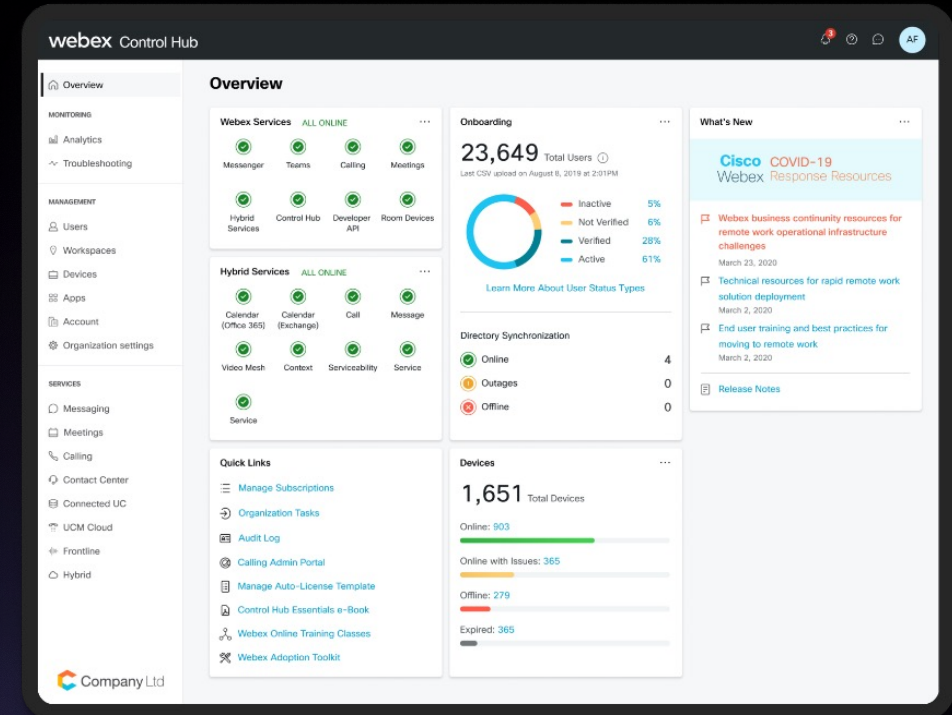 webex Control Hub
3
AF
Overview
MONITORING
Analytics
Troubleshooting
MANAGEMENT
Users
Workspaces
Devices
Apps
Account
Organization settings
SERVICES
Messaging
Meetings
Calling
Contact Center
Connected UC
UCM Cloud
Frontline
Hybrid
Company Ltd
Overview
Webex Services ALL ONLINE
Messenger Teams Calling Meetings
Hybrid Control Hub Developer Room Devices
Services API
Hybrid Services ALL ONLINE
Calendar Calendar Call Message
(Office 365) (Exchange)
Video Mesh Context Serviceability Service
Service
Quick Links
Manage Subscriptions
Organization Tasks
Audit Log
Calling Admin Portal
Manage Auto-License Template
Control Hub Essentials e-Book
Webex Online Training Classes
Webex Adoption Toolkit
Onboarding
23,649 Total Users
Last CSV upload on August 8, 2019 at 2:01PM
Inactive 5%
Not Verified 6%
Verified 28%
Active 61%
Learn More About User Status Types
Directory Synchronization
Online 4
Outages 0
Offline 0
Devices
1,651 Total Devices
Online: 903
Online with Issues: 365
Offline: 279
Expired: 365
What's New
Cisco COVID-19
Webex Response Resources
Webex business continuity resources for
remote work operational infrastructure
challenges
March 23, 2020
Technical resources for rapid remote work
solution deployment
March 2, 2020
End user training and best practices for
moving to remote work
March 2, 2020
Release Notes